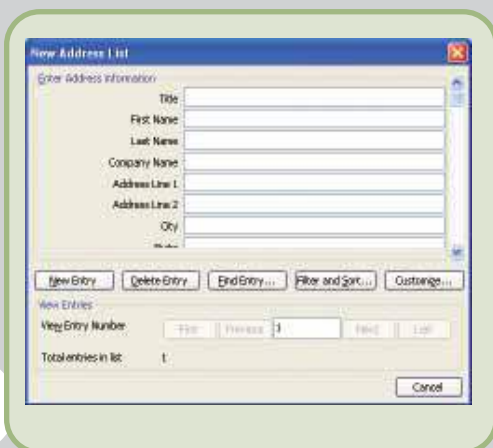 New Address List
Enter Address information
Title
First Name
Last Name
Company Name
Address Line 1
Address Line 2
City
State
New Entry Delete Entry Find Entry... Filter and Sort... Customize...
View Entries
View Entry Number First Previous 1 Next Last
Total entries in list 1
Cancel